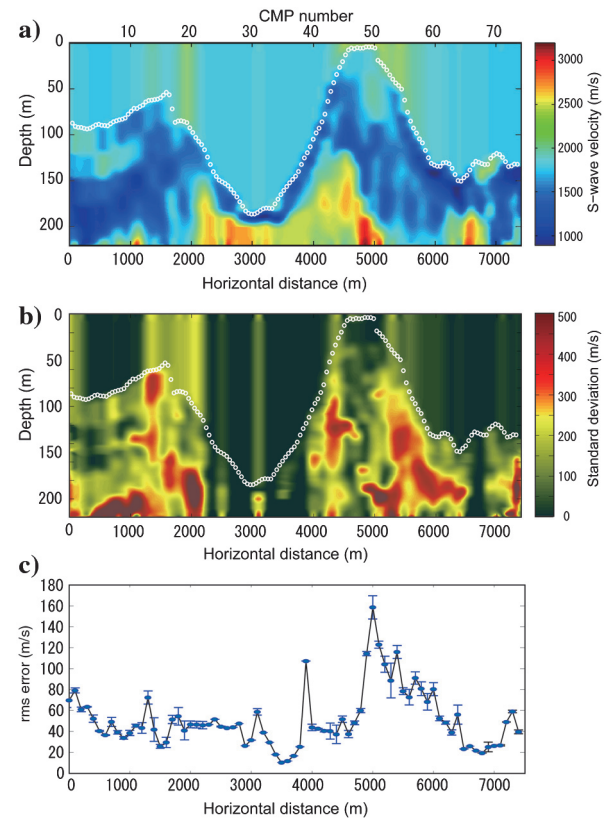 CMP number
10 20 30 40 50 60 70
a)
0
50
100
150
200
Depth (m)
0 1000 2000 3000 4000 5000 6000 7000
Horizontal distance (m)
3000
2500
2000
1500
1000
S-wave velocity (m/s)
b)
0
50
100
150
200
Depth (m)
0 1000 2000 3000 4000 5000 6000 7000
Horizontal distance (m)
500
400
300
200
100
0
Standard deviation (m/s)
c)
180
160
140
120
100
80
60
40
20
0
rms error (m/s)
0 1000 2000 3000 4000 5000 6000 7000
Horizontal distance (m)